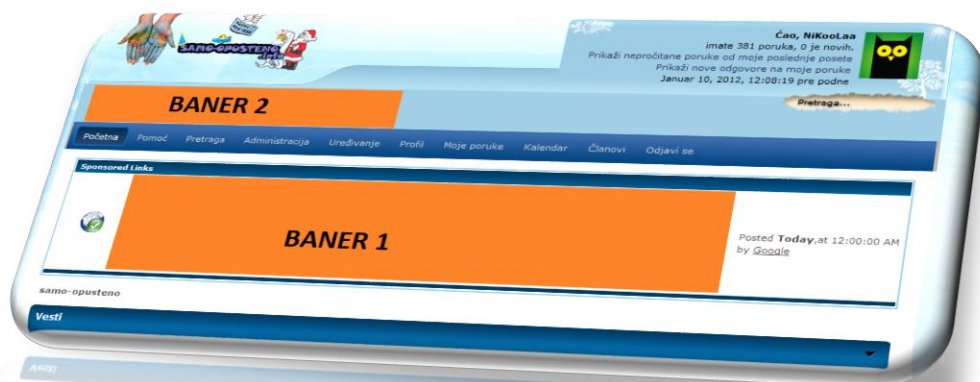 SAMO-OPUSTENO
.info
Ćao, NiKooLaa
imate 381 poruka, 0 je novih.
Prikaži nepročitane poruke od moje poslednje posete
Prikaži nove odgovore na moje poruke
Januar 10, 2012, 12:08:19 pre podne
Pretraga...
BANER 2
Početna Pomoć Pretraga Administracija Uređivanje Profil Moje poruke Kalendar Članovi Odjavi se
Sponsored Links
BANER 1
Posted Today,at 12:00:00 AM
by Google
samo-opusteno
Vesti